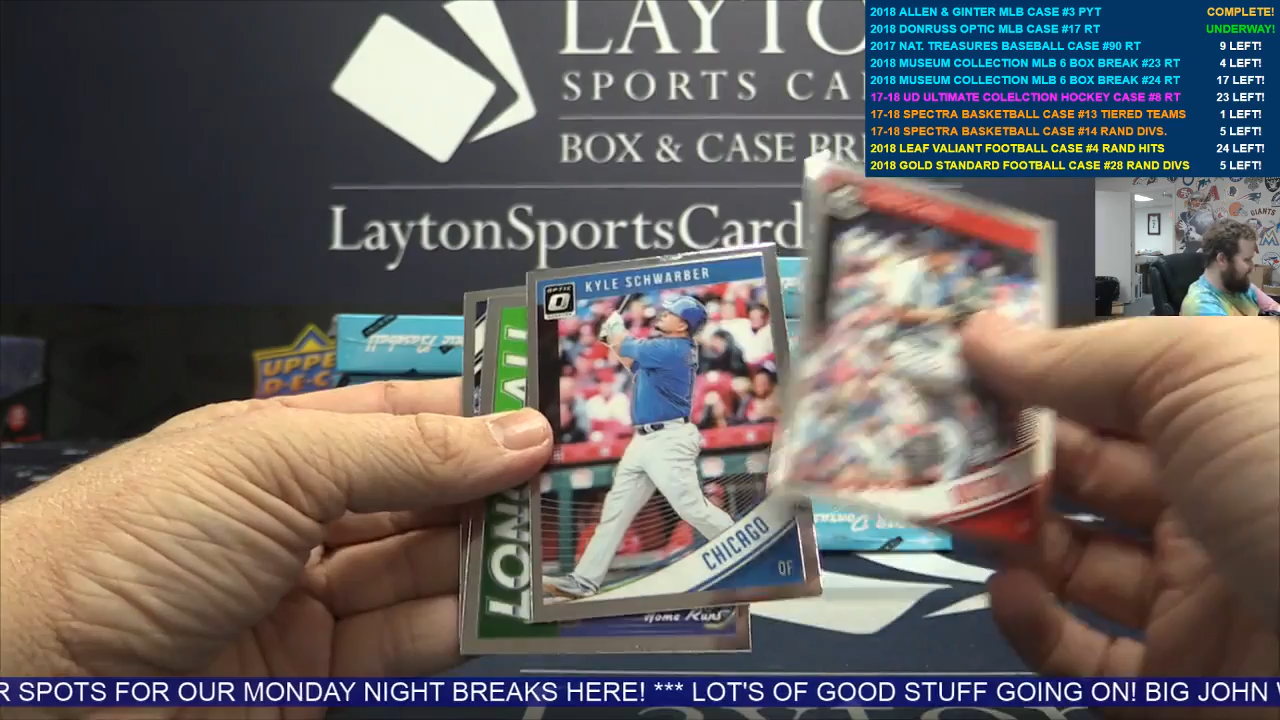 2018 ALLEN & GINTER MLB CASE #3 PYT COMPLETE!
2018 DONRUSS OPTIC MLB CASE #17 RT UNDERWAY!
2017 NAT. TREASURES BASEBALL CASE #90 RT 9 LEFT!
2018 MUSEUM COLLECTION MLB 6 BOX BREAK #23 RT 4 LEFT!
2018 MUSEUM COLLECTION MLB 6 BOX BREAK #24 RT 17 LEFT!
17-18 UD ULTIMATE COLELCTION HOCKEY CASE #8 RT 23 LEFT!
17-18 SPECTRA BASKETBALL CASE #13 TIERED TEAMS 1 LEFT!
17-18 SPECTRA BASKETBALL CASE #14 RAND DIVS. 5 LEFT!
2018 LEAF VALIANT FOOTBALL CASE #4 RAND HITS 24 LEFT!
2018 GOLD STANDARD FOOTBALL CASE #28 RAND DIVS 5 LEFT!
LAYTO
SPORTS CA
BOX & CASE BR
LaytonSportsCard
UPPE
DEC
OPTIC
KYLE SCHWARBER
CHICAGO
OF
LONG
ALL
Home Runs
R SPOTS FOR OUR MONDAY NIGHT BREAKS HERE! *** LOT'S OF GOOD STUFF GOING ON! BIG JOHN